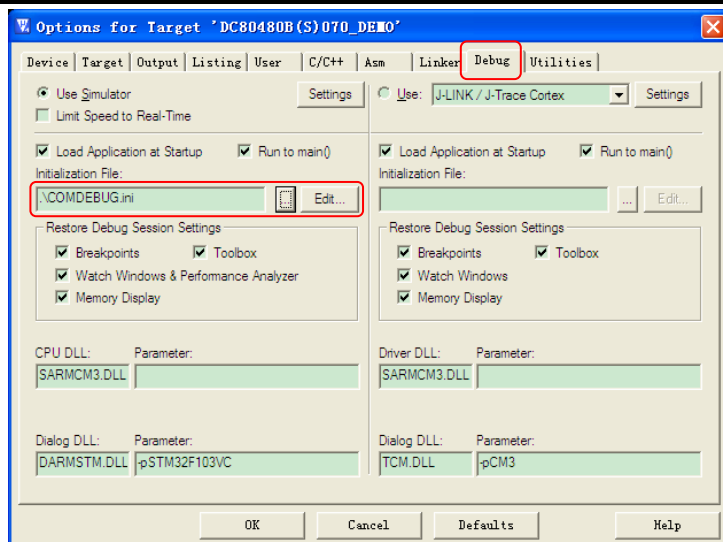 Options for Target 'DC80480B(S)070_DEMO'
Device Target Output Listing User C/C++ Asm Linker Debug Utilities
Use Simulator Settings
Limit Speed to Real-Time
Use: J-LINK / J-Trace Cortex Settings
Load Application at Startup Run to main()
Initialization File:
.\COMDEBUG.ini ... Edit...
Restore Debug Session Settings
Breakpoints Toolbox
Watch Windows & Performance Analyzer
Memory Display
Load Application at Startup Run to main()
Initialization File:
... Edit...
Restore Debug Session Settings
Breakpoints Toolbox
Watch Windows
Memory Display
CPU DLL: Parameter:
SARMCM3.DLL
Driver DLL: Parameter:
SARMCM3.DLL
Dialog DLL: Parameter:
DARMSTM.DLL -pSTM32F103VC
Dialog DLL: Parameter:
TCM.DLL -pCM3
OK Cancel Defaults Help